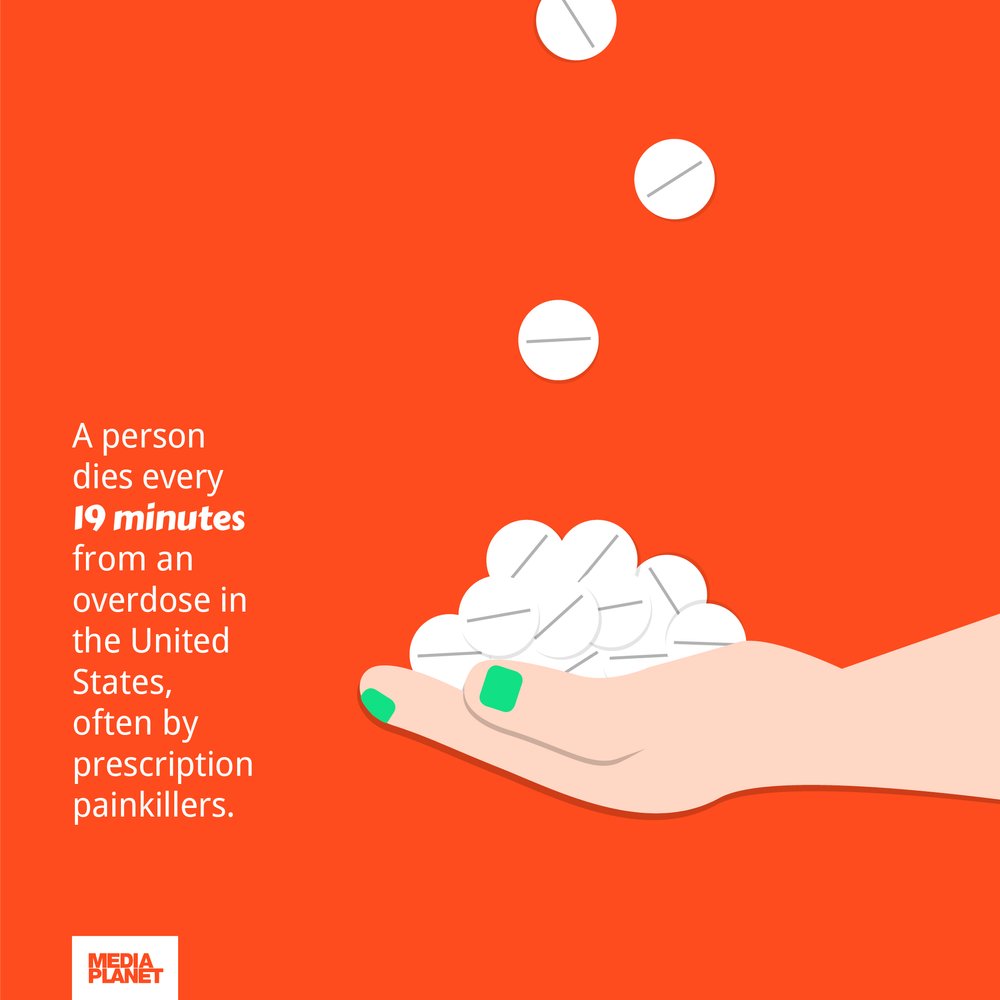 A person
dies every
19 minutes
from an
overdose in
the United
States,
often by
prescription
painkillers.
MEDIA
PLANET